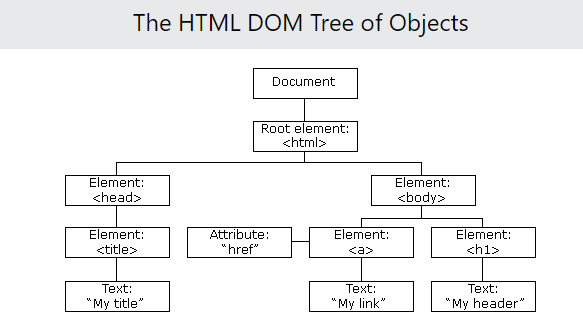 The HTML DOM Tree of Objects
Document
Root element:
<html>
Element:
<head>
Element:
<body>
Element:
<title>
Attribute:
“href”
Element:
<a>
Element:
<h1>
Text:
“My title”
Text:
“My link”
Text:
“My header”